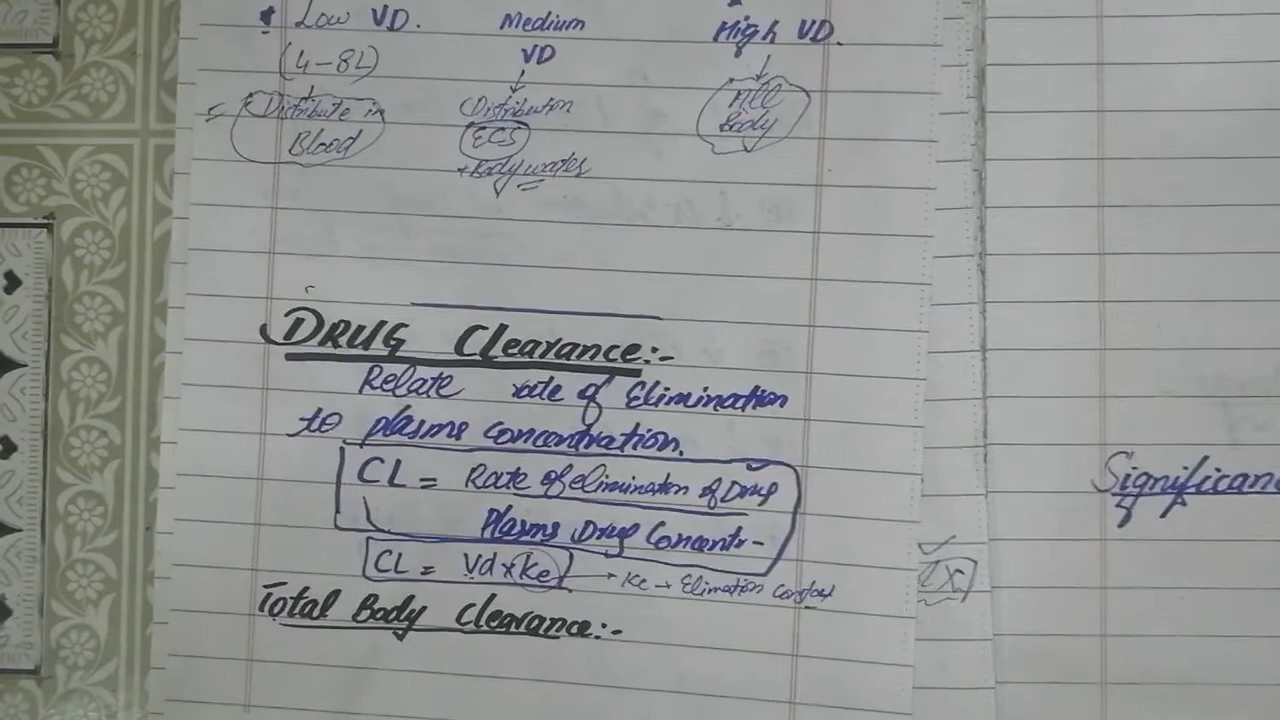 Low VD.
(4-8L)
Distribute in
Blood
Medium
VD
Distribution
ECS
+ Body water
High VD.
All
Body
DRUG Clearance:-
Relate rate of Elimination
to plasma concentration.
CL = Rate of elimination of Drug
Plasma Drug Concentr-
CL = Vd x Ke
Ke → Elimation Constant
Total Body Clearance:-
Significan